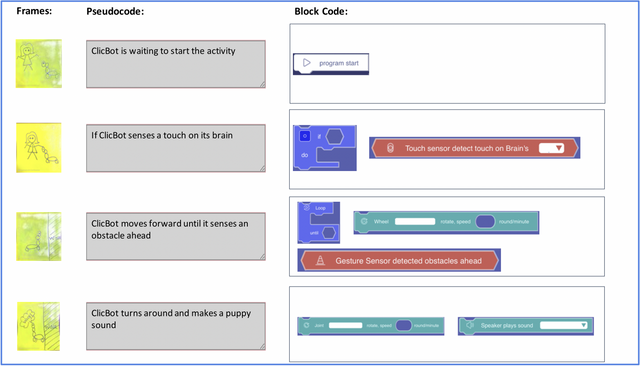 Frames: Pseudocode: Block Code:
ClicBot is waiting to start the activity
program start
If ClicBot senses a touch on its brain
if
do
Touch sensor detect touch on Brain's
ClicBot moves forward until it senses an
obstacle ahead
Loop
until
Wheel rotate, speed round/minute
Gesture Sensor detected obstacles ahead
ClicBot turns around and makes a puppy
sound
Joint rotate, speed round/minute
Speaker plays sound